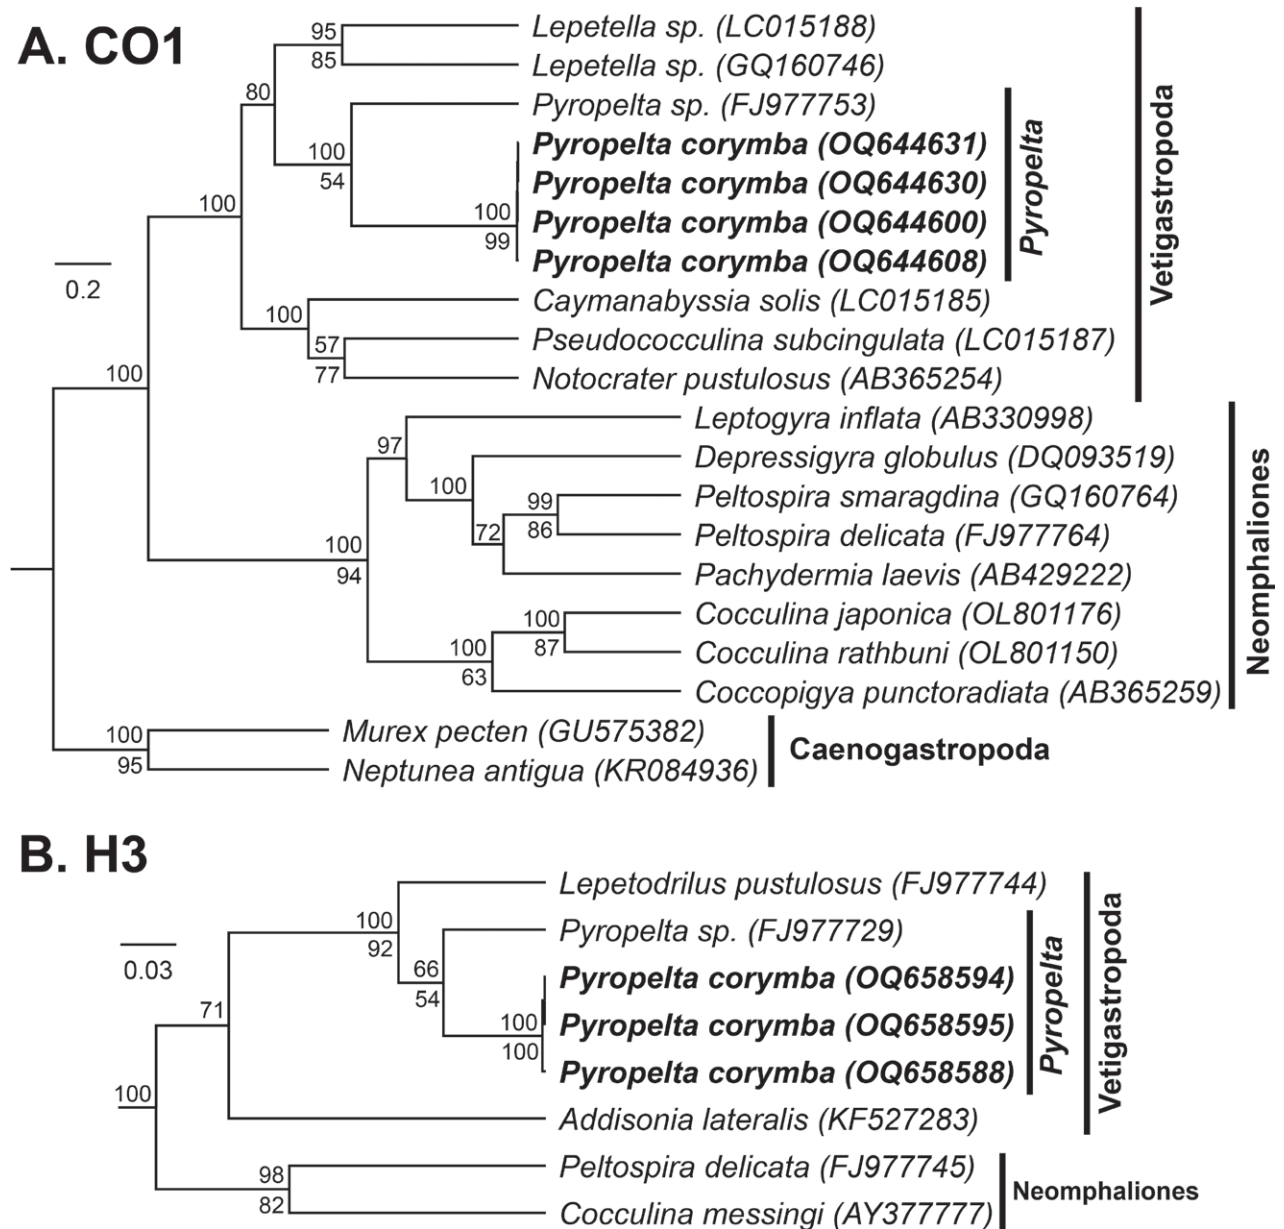 A. CO1
95
85
Lepetella sp. (LC015188)
Lepetella sp. (GQ160746)
80
Pyropelta sp. (FJ977753)
100
54
Pyropelta corymba (OQ644631)
Pyropelta corymba (OQ644630)
100
99
Pyropelta corymba (OQ644600)
Pyropelta corymba (OQ644608)
Pyropelta
100
0.2
100
Caymanabyssia solis (LC015185)
57
77
Pseudococculina subcingulata (LC015187)
Notocrater pustulosus (AB365254)
Vetigastropoda
100
97
Leptogyra inflata (AB330998)
100
Depressigyra globulus (DQ093519)
99
86
Peltospira smaragdina (GQ160764)
72
Peltospira delicata (FJ977764)
Pachydermia laevis (AB429222)
100
94
100
87
Cocculina japonica (OL801176)
Cocculina rathbuni (OL801150)
100
63
Coccopigya punctoradiata (AB365259)
Neomphaliones
100
95
Murex pecten (GU575382)
Neptunea antigua (KR084936)
Caenogastropoda
B. H3
Lepetodrilus pustulosus (FJ977744)
100
92
0.03
Pyropelta sp. (FJ977729)
66
54
Pyropelta corymba (OQ658594)
100
100
Pyropelta corymba (OQ658595)
Pyropelta corymba (OQ658588)
Pyropelta
71
Addisonia lateralis (KF527283)
Vetigastropoda
100
98
82
Peltospira delicata (FJ977745)
Cocculina messingi (AY377777)
Neomphaliones